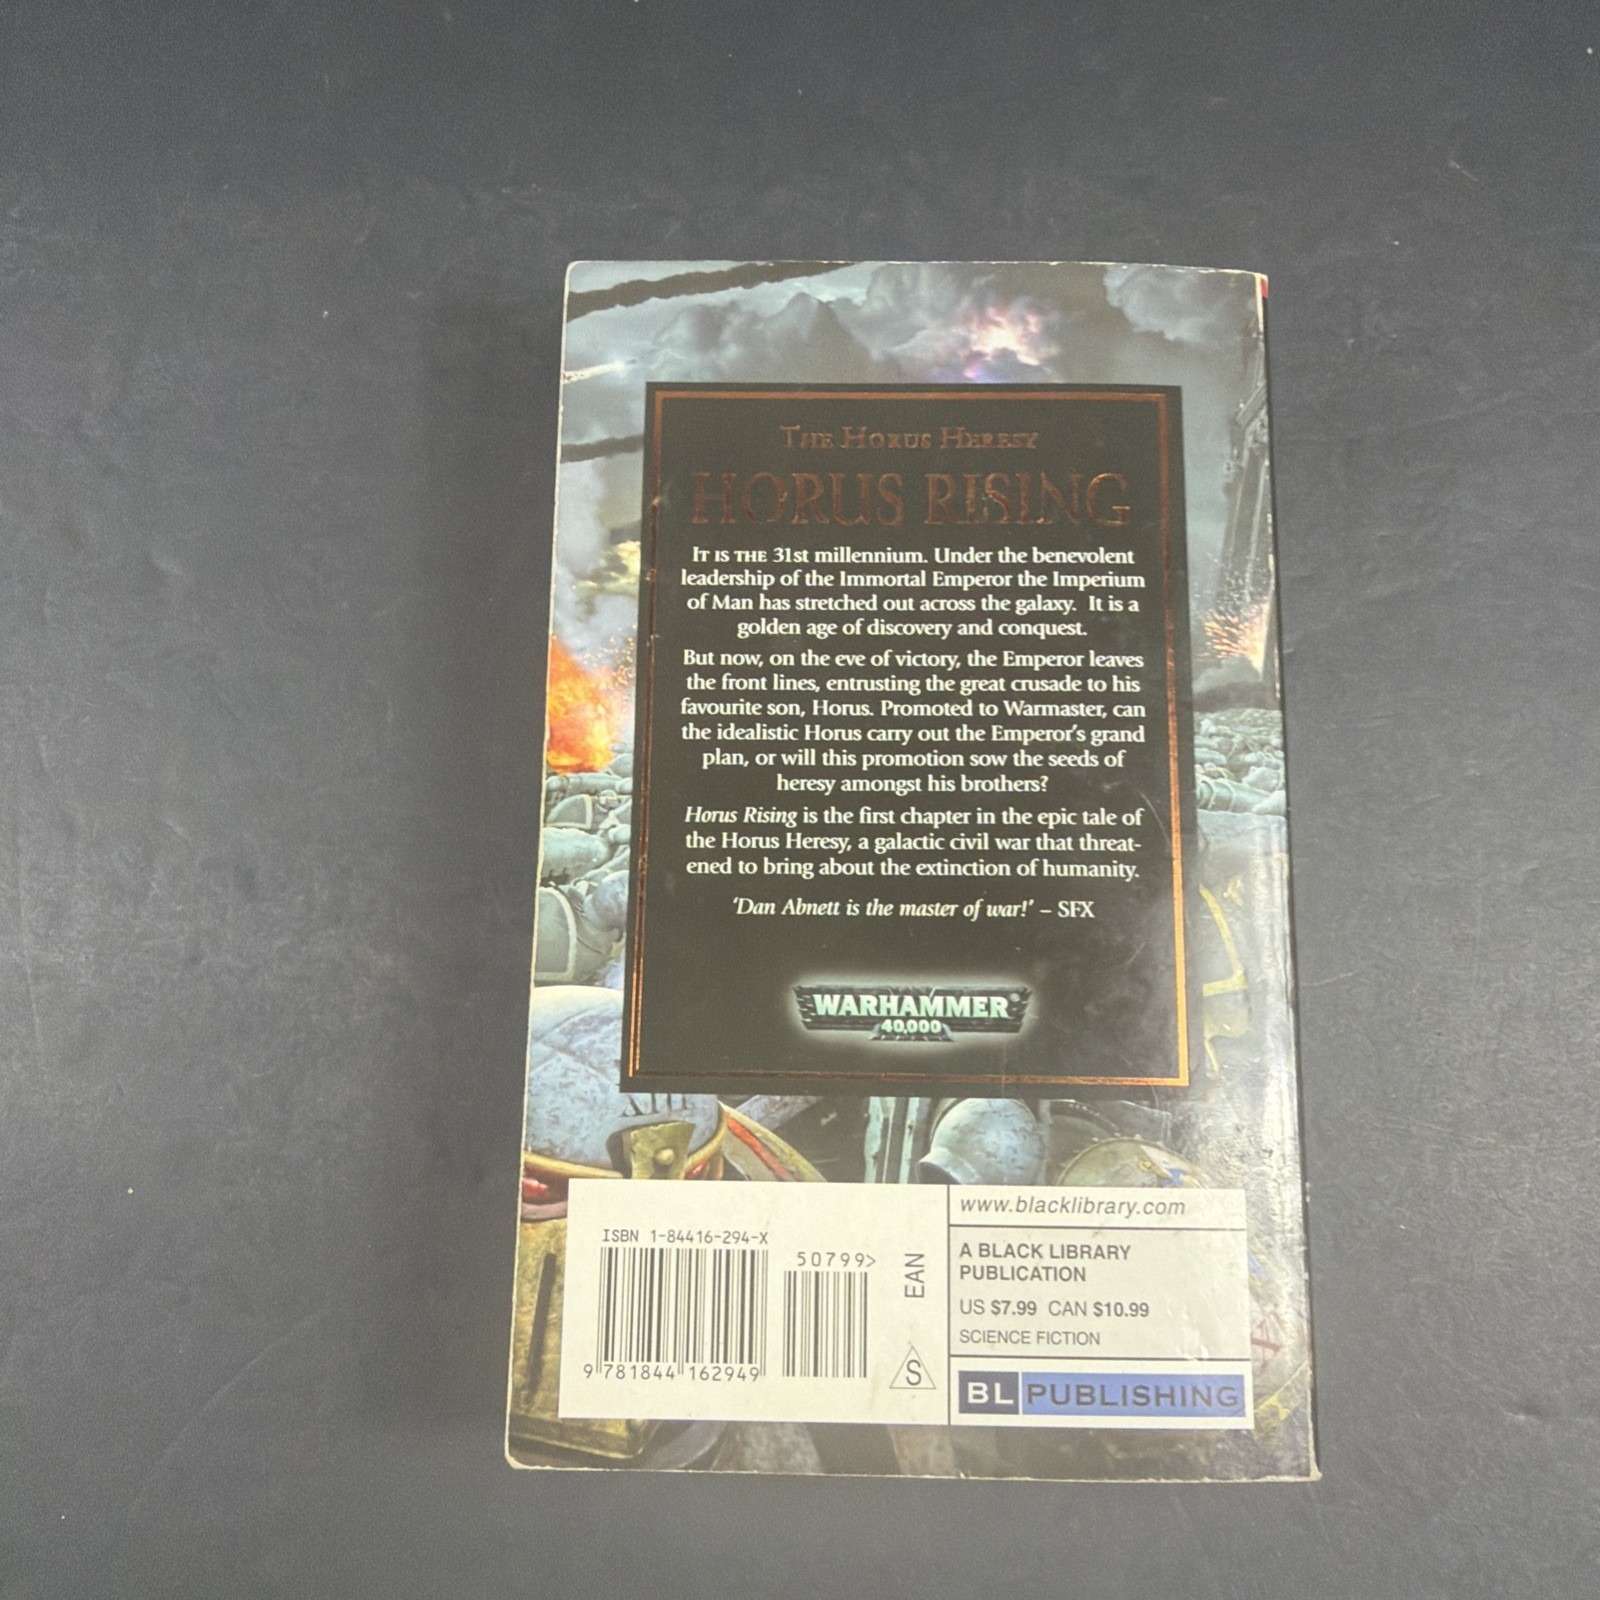 THE HORUS HERESY
HORUS RISING
IT IS THE 31st millennium. Under the benevolent
leadership of the Immortal Emperor the Imperium
of Man has stretched out across the galaxy. It is a
golden age of discovery and conquest.
But now, on the eve of victory, the Emperor leaves
the front lines, entrusting the great crusade to his
favourite son, Horus. Promoted to Warmaster, can
the idealistic Horus carry out the Emperor's grand
plan, or will this promotion sow the seeds of
heresy amongst his brothers?
Horus Rising is the first chapter in the epic tale of
the Horus Heresy, a galactic civil war that threat-
ened to bring about the extinction of humanity.
'Dan Abnett is the master of war!' – SFX
WARHAMMER®
40,000
ISBN 1-84416-294-X
50799>
EAN
9 781844 162949
S
www.blacklibrary.com
A BLACK LIBRARY
PUBLICATION
US $7.99 CAN $10.99
SCIENCE FICTION
BL PUBLISHING